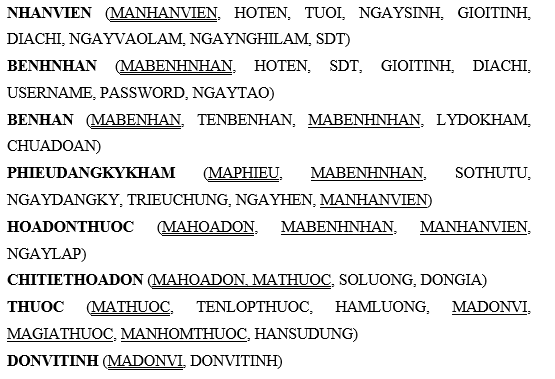 NHANVIEN (MANHANVIEN, HOTEN, TUOI, NGAYSINH, GIOITINH,
DIACHI, NGAYVAOLAM, NGAYNGHILAM, SDT)
BENHNHAN (MABENHNHAN, HOTEN, SDT, GIOITINH, DIACHI,
USERNAME, PASSWORD, NGAYTAO)
BENHAN (MABENHAN, TENBENHAN, MABENHNHAN, LYDOKHAM,
CHUADOAN)
PHIEUDANGKYKHAM (MAPHIEU, MABENHNHAN, SOTHUTU,
NGAYDANGKY, TRIEUCHUNG, NGAYHEN, MANHANVIEN)
HOADONTHUOC (MAHOADON, MABENHNHAN, MANHANVIEN,
NGAYLAP)
CHITIETHOADON (MAHOADON, MATHUOC, SOLUONG, DONGIA)
THUOC (MATHUOC, TENLOPTHUOC, HAMLUONG, MADONVI,
MAGIATHUOC, MANHOMTHUOC, HANSUDUNG)
DONVITINH (MADONVI, DONVITINH)